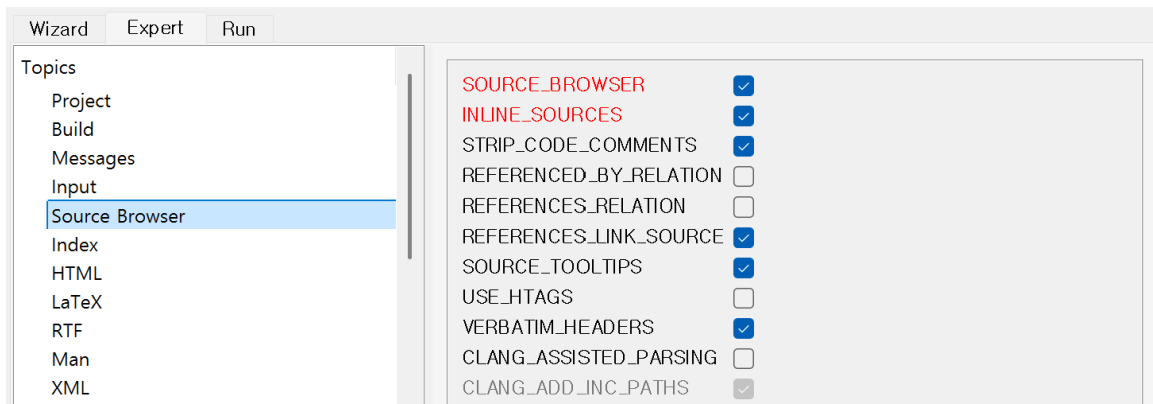 Wizard
Expert
Run
Topics
Project
Build
Messages
Input
Source Browser
Index
HTML
LaTeX
RTF
Man
XML
SOURCE_BROWSER
INLINE_SOURCES
STRIP_CODE_COMMENTS
REFERENCED_BY_RELATION
REFERENCES_RELATION
REFERENCES_LINK_SOURCE
SOURCE_TOOLTIPS
USE_HTAGS
VERBATIM_HEADERS
CLANG_ASSISTED_PARSING
CLANG_ADD_INC_PATHS